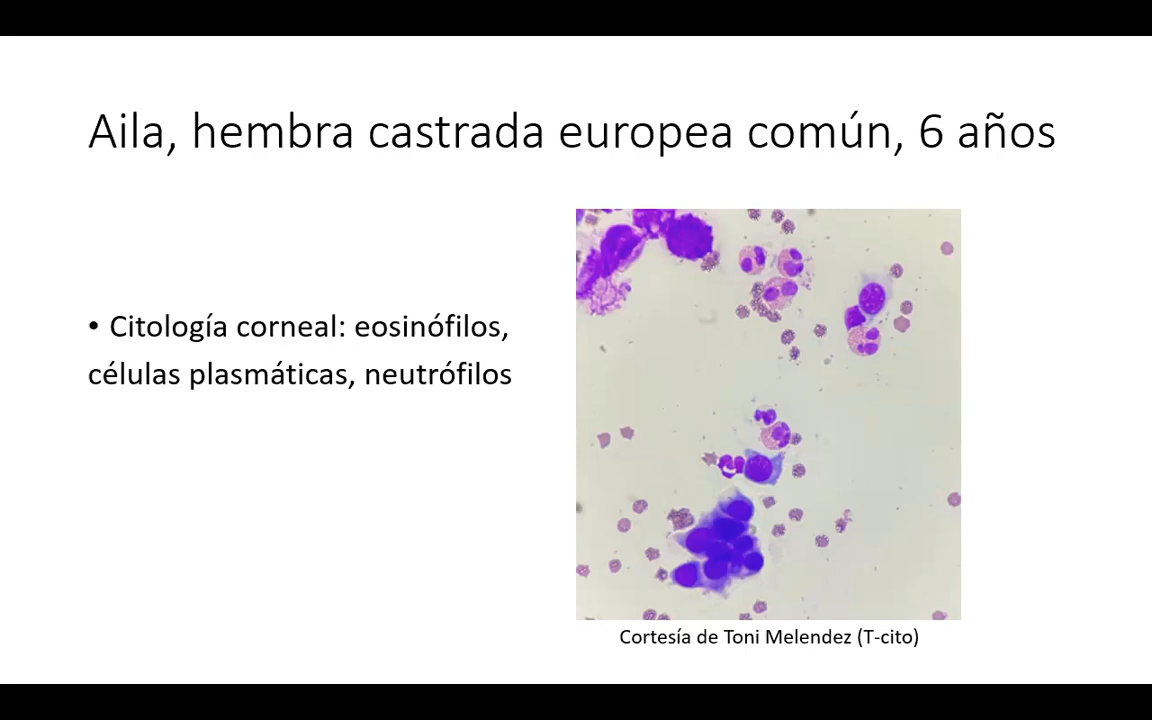 Aila, hembra castrada europea común, 6 años
• Citología corneal: eosinófilos,
células plasmáticas, neutrófilos
Cortesía de Toni Melendez (T-cito)